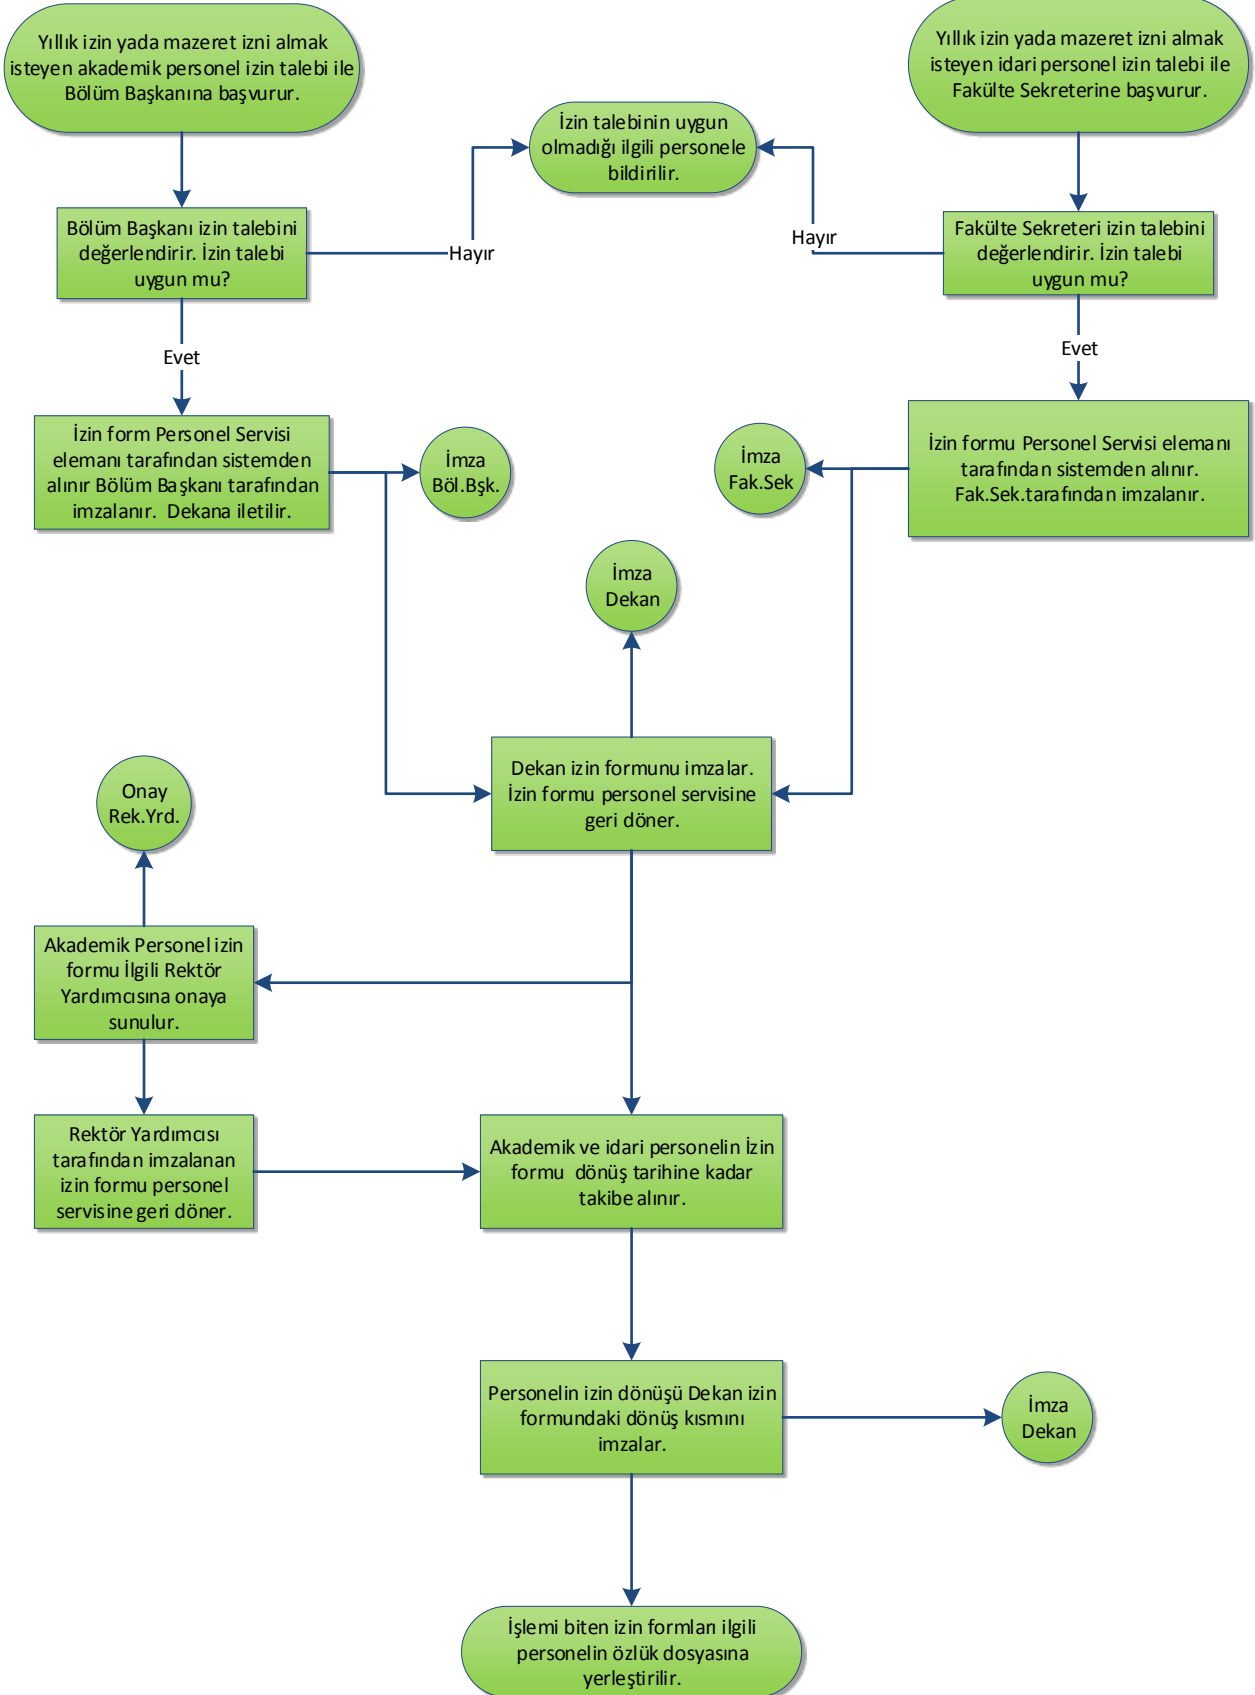 Yıllık izin yada mazeret izni almak
isteyen akademik personel izin talebi ile
Bölüm Başkanına başvurur.
Yıllık izin yada mazeret izni almak
isteyen idari personel izin talebi ile
Fakülte Sekreterine başvurur.
İzin talebinin uygun
olmadığı ilgili personele
bildirilir.
Bölüm Başkanı izin talebini
değerlendirir. İzin talebi
uygun mu?
Hayır
Hayır
Fakülte Sekreteri izin talebini
değerlendirir. İzin talebi
uygun mu?
Evet
Evet
İzin form Personel Servisi
elemanı tarafından sistemden
alınır Bölüm Başkanı tarafından
imzalanır. Dekana iletilir.
İmza
Böl.Bşk.
İmza
Fak.Sek
İzin formu Personel Servisi elemanı
tarafından sistemden alınır.
Fak.Sek.tarafından imzalanır.
İmza
Dekan
Dekan izin formunu imzalar.
İzin formu personel servisine
geri döner.
Onay
Rek.Yrd.
Akademik Personel izin
formu İlgili Rektör
Yardımcısına onaya
sunulur.
Rektör Yardımcısı
tarafından imzalanan
izin formu personel
servisine geri döner.
Akademik ve idari personelin İzin
formu dönüş tarihine kadar
takibe alınır.
Personelin izin dönüşü Dekan izin
formundaki dönüş kısmını
imzalar.
İmza
Dekan
İşlemi biten izin formları ilgili
personelin özlük dosyasına
yerleştirilir.